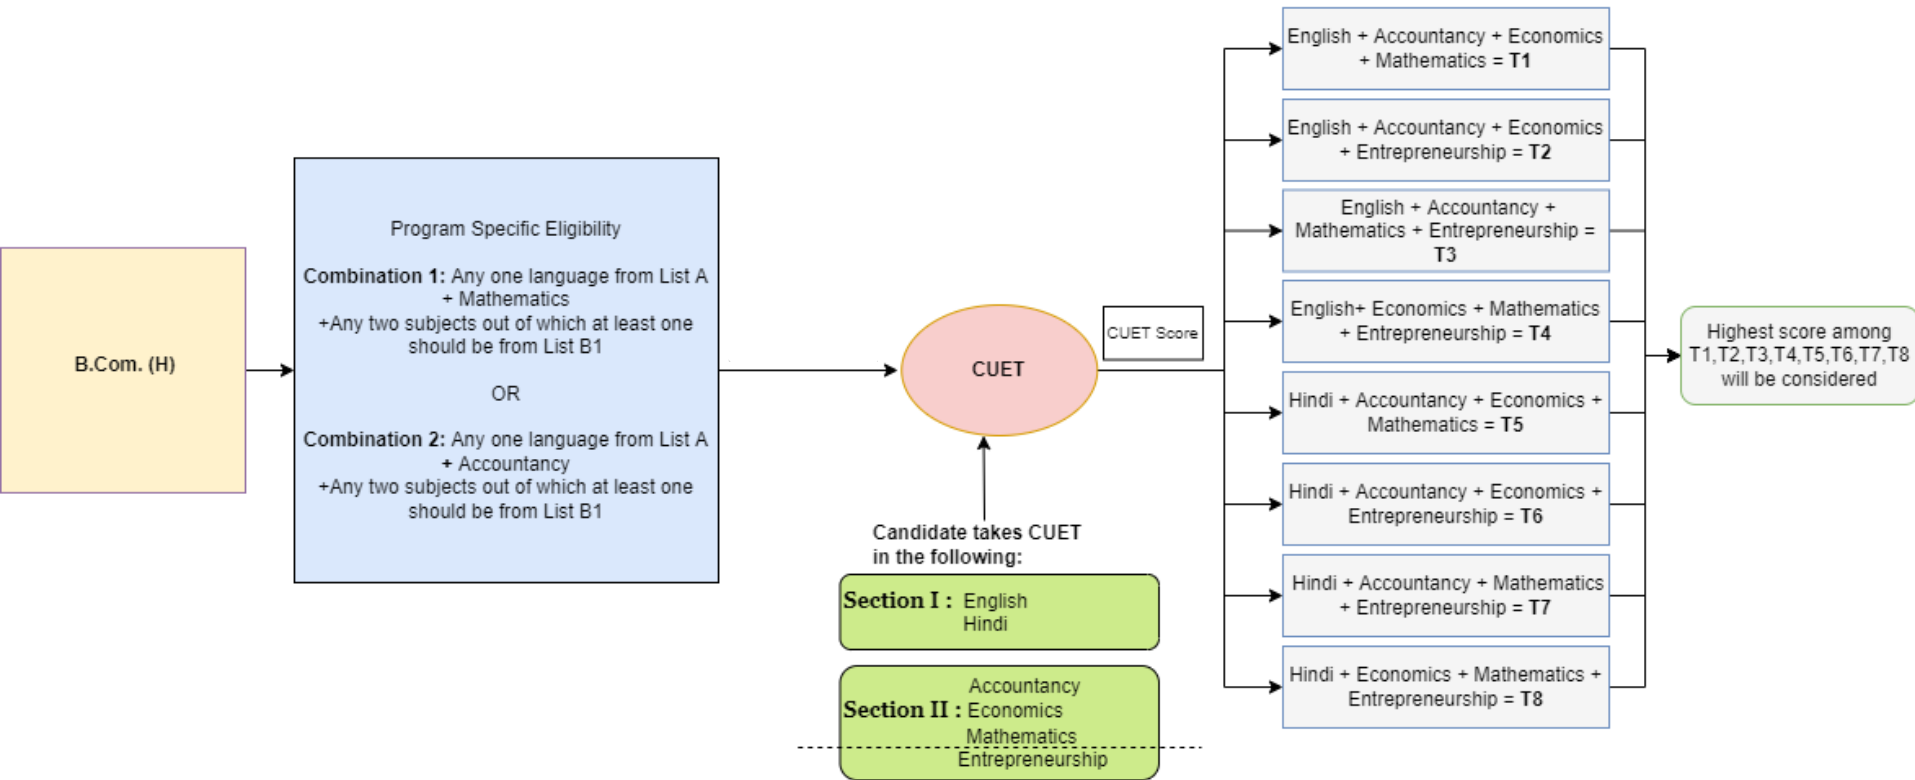 B.Com. (H)
Program Specific Eligibility
Combination 1: Any one language from List A
+ Mathematics
+Any two subjects out of which at least one
should be from List B1
OR
Combination 2: Any one language from List A
+ Accountancy
+Any two subjects out of which at least one
should be from List B1
CUET
Candidate takes CUET
in the following:
Section I : English
Hindi
Accountancy
Section II : Economics
Mathematics
Entrepreneurship
CUET Score
English + Accountancy + Economics
+ Mathematics = T1
English + Accountancy + Economics
+ Entrepreneurship = T2
English + Accountancy +
Mathematics + Entrepreneurship =
T3
English+ Economics + Mathematics
+ Entrepreneurship = T4
Hindi + Accountancy + Economics +
Mathematics = T5
Hindi + Accountancy + Economics +
Entrepreneurship = T6
Hindi + Accountancy + Mathematics
+ Entrepreneurship = T7
Hindi + Economics + Mathematics +
Entrepreneurship = T8
Highest score among
T1,T2,T3,T4,T5,T6,T7,T8
will be considered